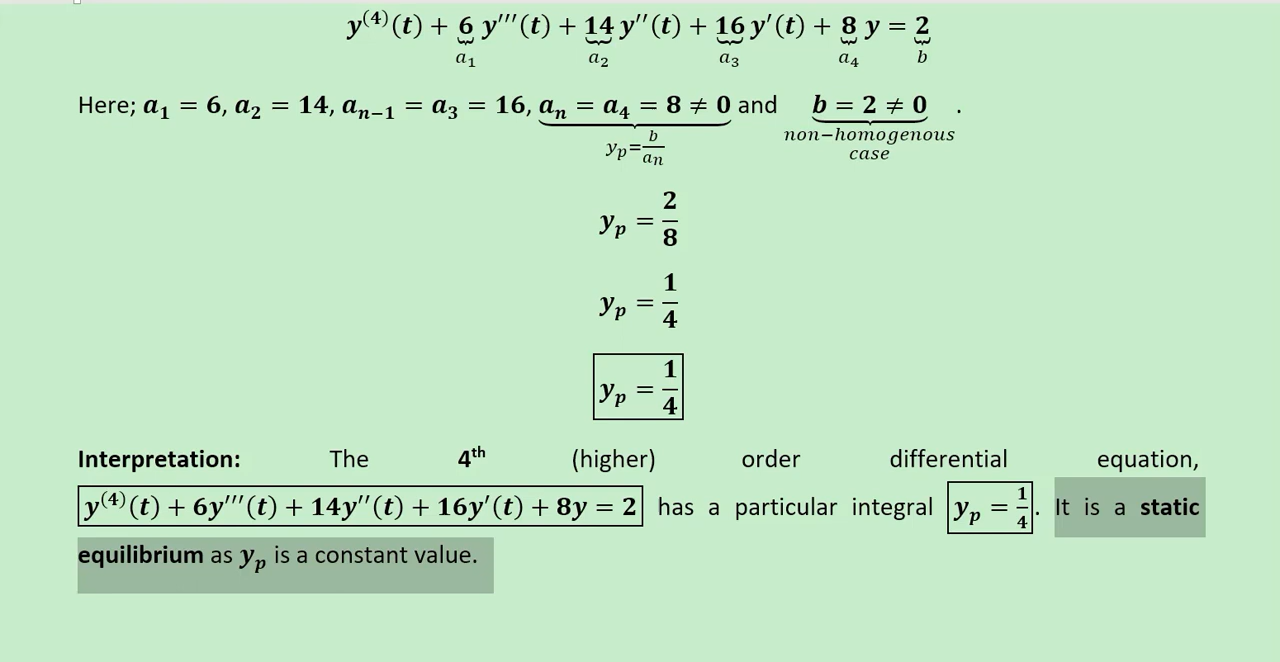 y⁽⁴⁾(t) + 6 y′′′(t) + 14 y′′(t) + 16 y′(t) + 8 y = 2
a₁ a₂ a₃ a₄ b
Here; a₁ = 6, a₂ = 14, aₙ₋₁ = a₃ = 16, aₙ = a₄ = 8 ≠ 0 and b = 2 ≠ 0 .
yₚ=b/aₙ non−homogenous
case
yₚ = 2/8
yₚ = 1/4
yₚ = 1/4
Interpretation: The 4ᵗʰ (higher) order differential equation,
y⁽⁴⁾(t) + 6y′′′(t) + 14y′′(t) + 16y′(t) + 8y = 2 has a particular integral yₚ = 1/4. It is a static
equilibrium as yₚ is a constant value.